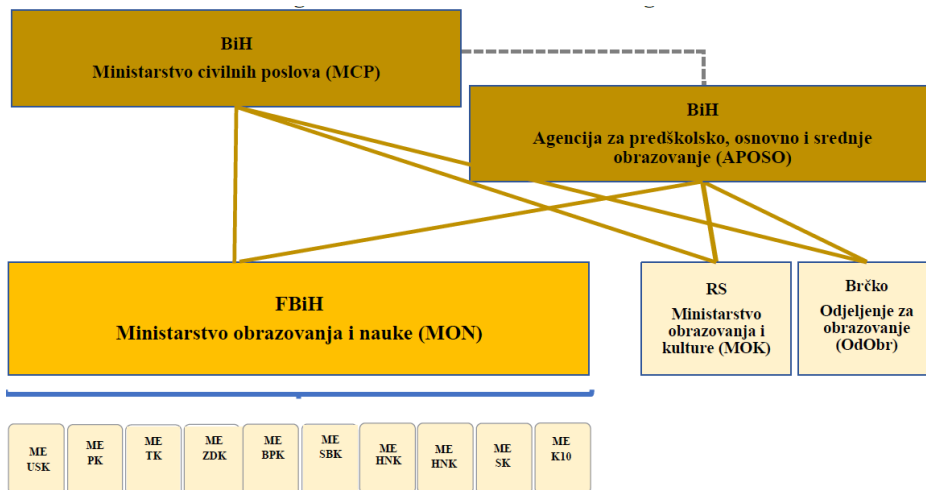 BiH
Ministarstvo civilnih poslova (MCP)
BiH
Agencija za predškolsko, osnovno i srednje
obrazovanje (APOSO)
FBiH
Ministarstvo obrazovanja i nauke (MON)
RS
Ministarstvo
obrazovanja i
kulture (MOK)
Brčko
Odjeljenje za
obrazovanje
(OdObr)
ME
USK
ME
PK
ME
TK
ME
ZDK
ME
BPK
ME
SBK
ME
HNK
ME
HNK
ME
SK
ME
K10